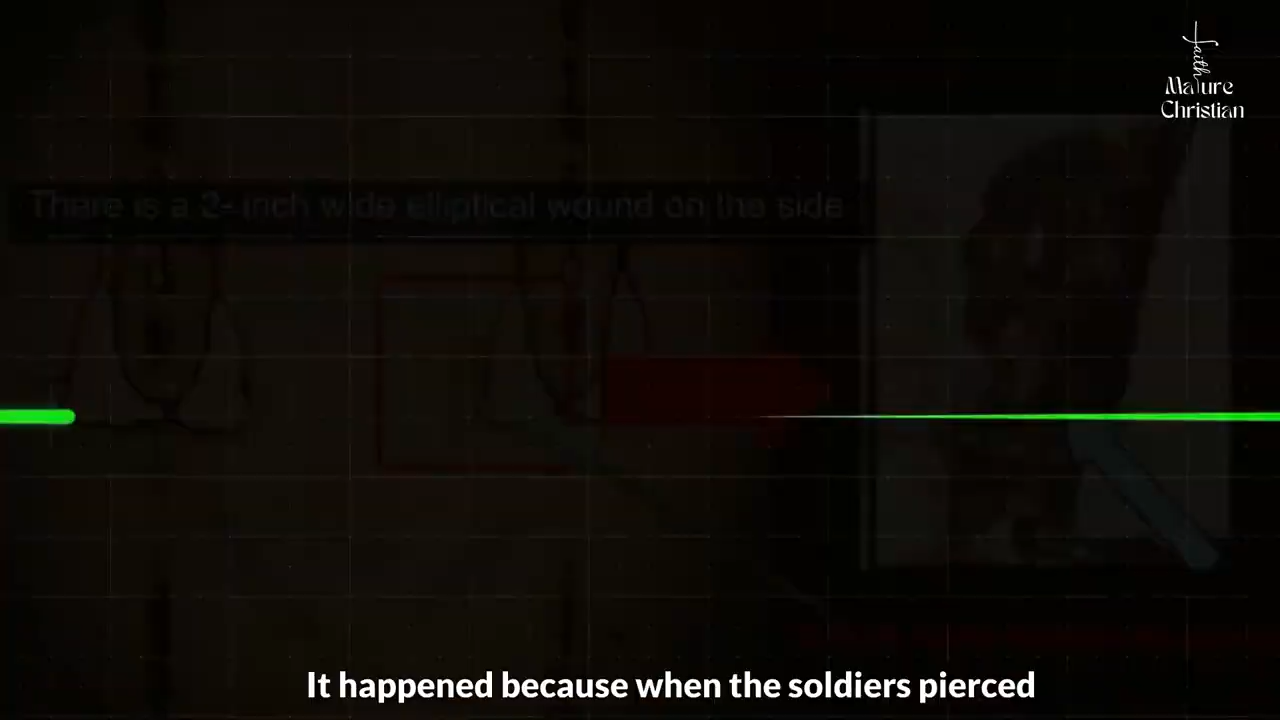 faith
Mature
Christian
There is a 2-inch wide elliptical wound on the side
It happened because when the soldiers pierced